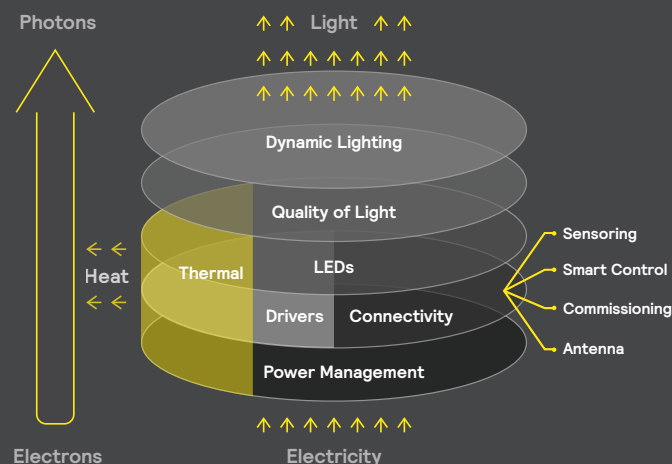 Photons
Light
Dynamic Lighting
Quality of Light
Sensoring
Heat
Thermal
LEDs
Smart Control
Drivers
Connectivity
Commissioning
Antenna
Power Management
Electrons
Electricity